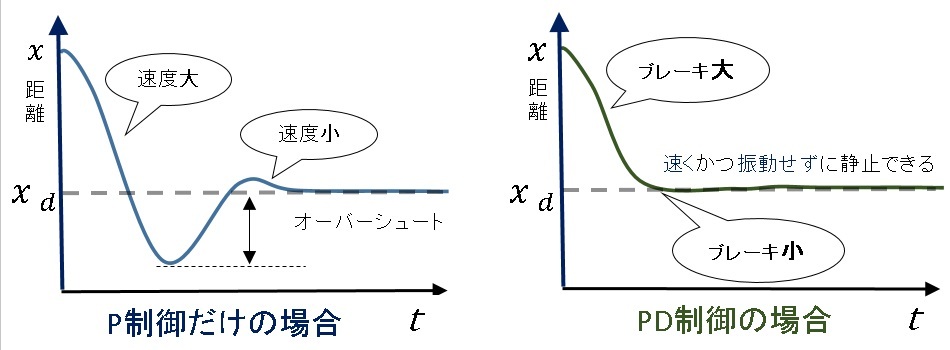 x
距離
速度大
速度小
x d
オーバーシュート
P制御だけの場合
t
x
距離
ブレーキ大
速くかつ振動せずに静止できる
x d
ブレーキ小
PD制御の場合
t